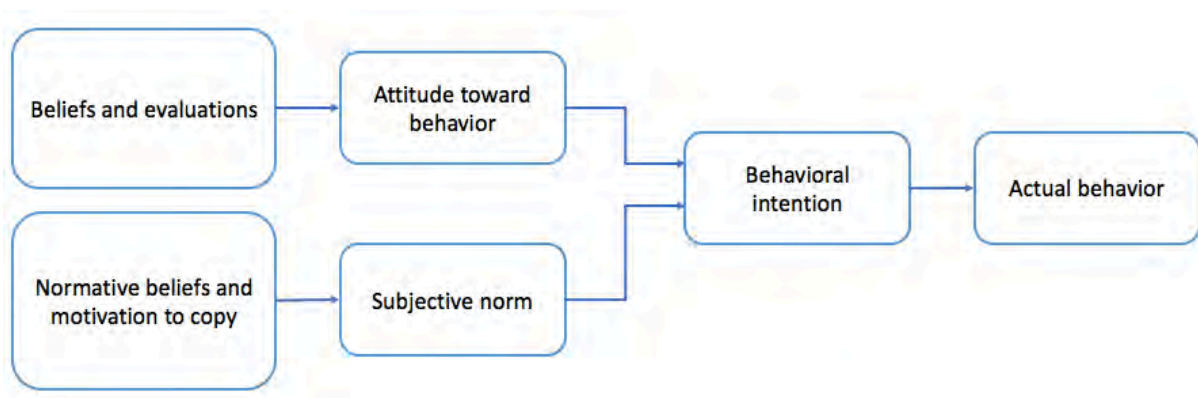 Beliefs and evaluations
Attitude toward
behavior
Behavioral
intention
Actual behavior
Normative beliefs and
motivation to copy
Subjective norm